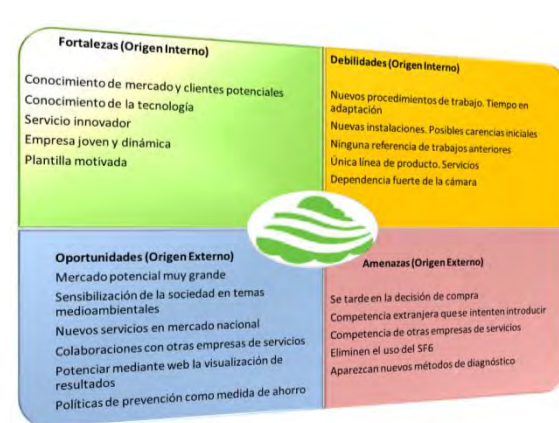 Fortalezas (Origen Interno)
Conocimiento de mercado y clientes potenciales
Conocimiento de la tecnología
Servicio innovador
Empresa joven y dinámica
Plantilla motivada
Debilidades (Origen Interno)
Nuevos procedimientos de trabajo. Tiempo en
adaptación
Nuevas instalaciones. Posibles carencias iniciales
Ninguna referencia de trabajos anteriores
Única línea de producto. Servicios
Dependencia fuerte de la cámara
Oportunidades (Origen Externo)
Mercado potencial muy grande
Sensibilización de la sociedad en temas
medioambientales
Nuevos servicios en mercado nacional
Colaboraciones con otras empresas de servicios
Potenciar mediante web la visualización de
resultados
Políticas de prevención como medida de ahorro
Amenazas (Origen Externo)
Se tarde en la decisión de compra
Competencia extranjera que se intenten introducir
Competencia de otras empresas de servicios
Eliminen el uso del SF6
Aparezcan nuevos métodos de diagnóstico